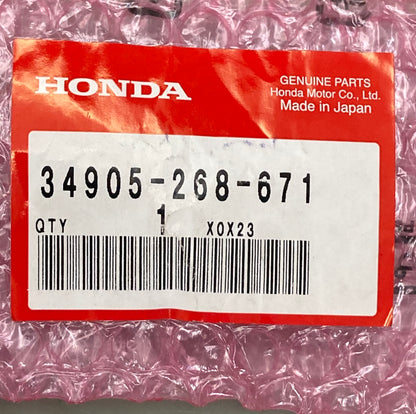 HONDA
GENUINE PARTS
Honda Motor Co., Ltd.
Made in Japan
34905-268-671
QTY 1 X0X23